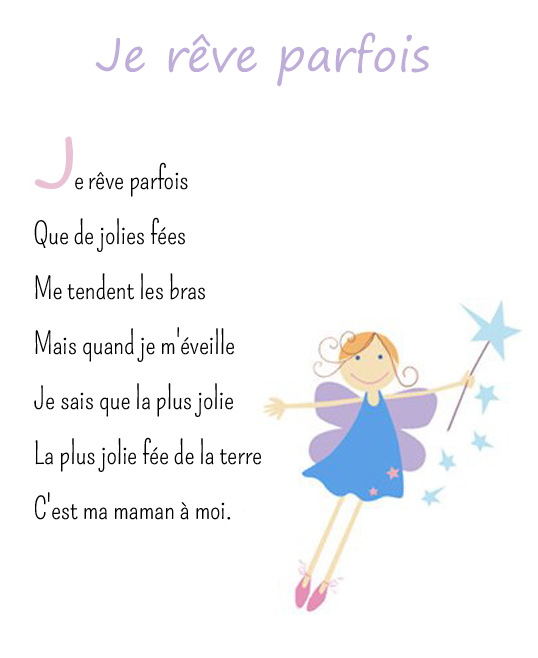 Je rêve parfois
Je rêve parfois
Que de jolies fées
Me tendent les bras
Mais quand je m'éveille
Je sais que la plus jolie
La plus jolie fée de la terre
C'est ma maman à moi.